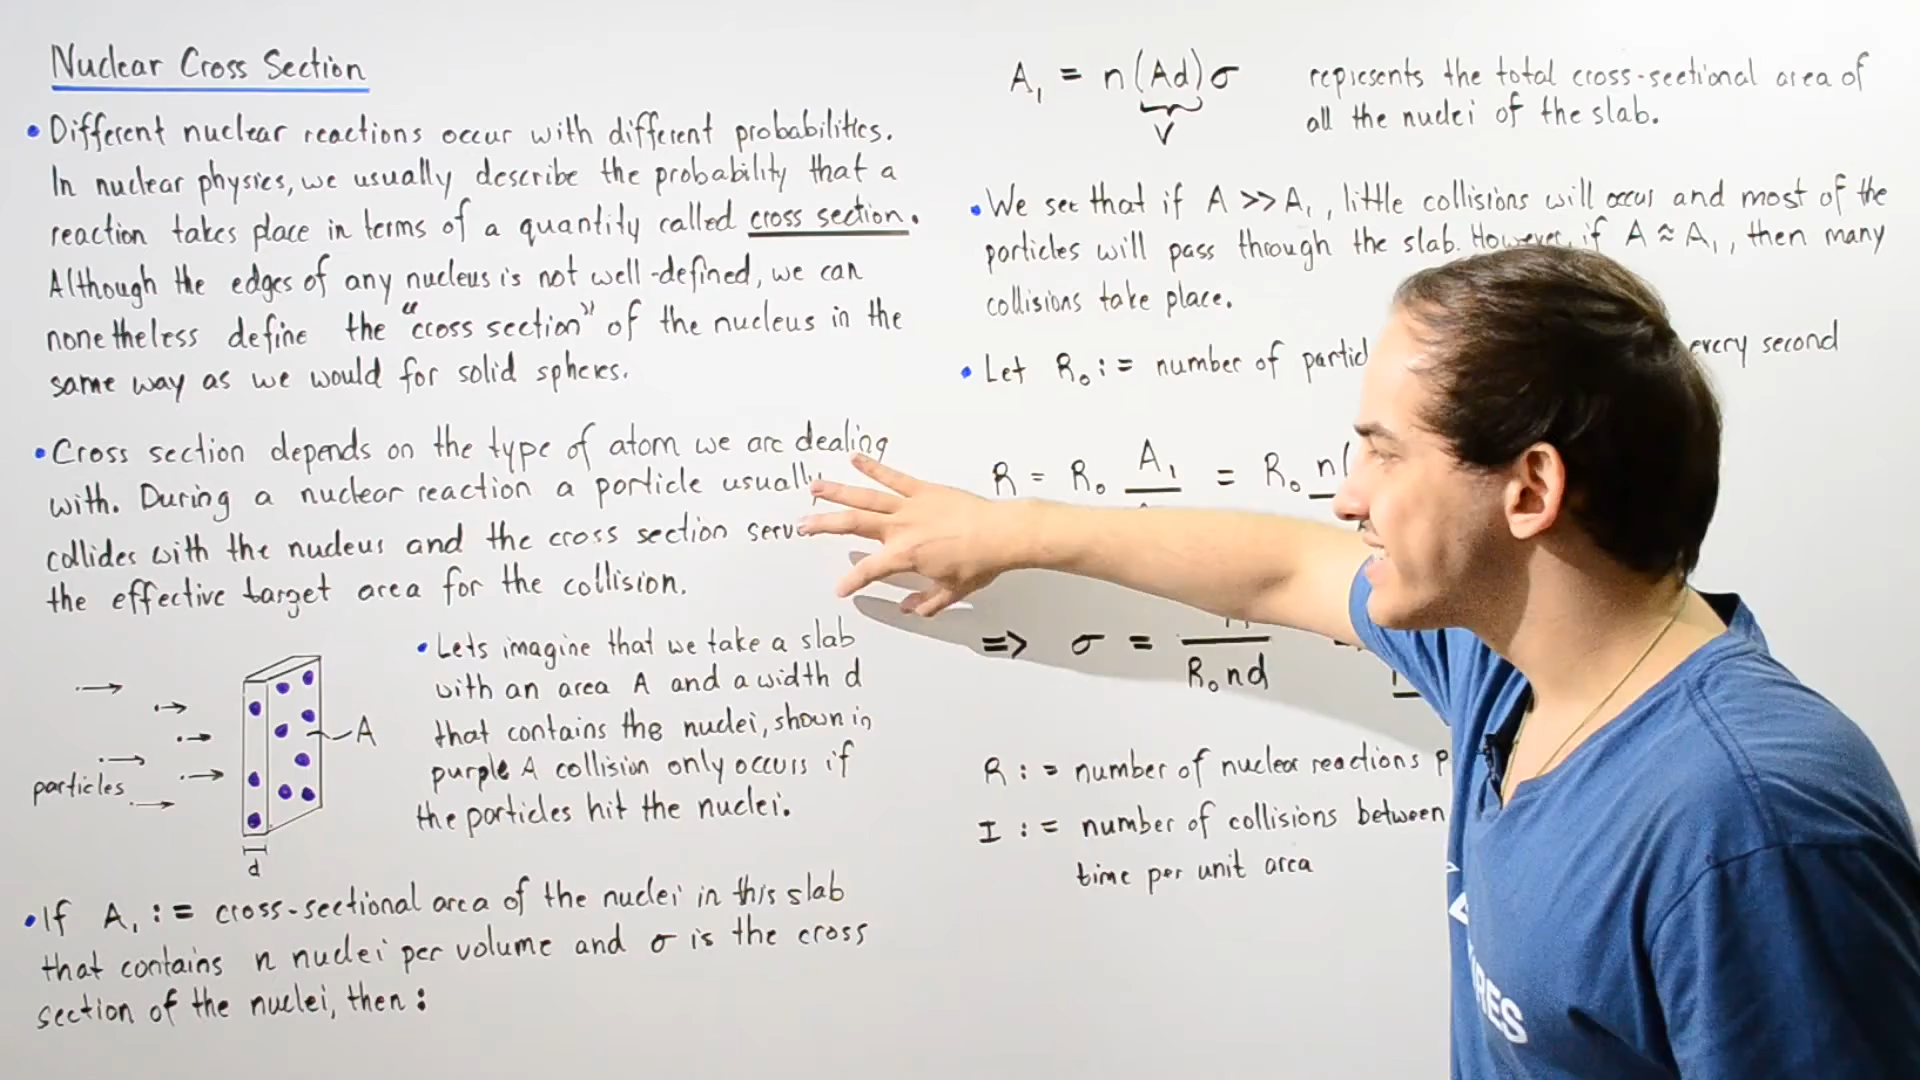 Nuclear Cross Section
• Different nuclear reactions occur with different probabilities.
In nuclear physics, we usually describe the probability that a
reaction takes place in terms of a quantity called cross section.
Although the edges of any nucleus is not well-defined, we can
nonetheless define the "cross section" of the nucleus in the
same way as we would for solid spheres.
• Cross section depends on the type of atom we are dealing
with. During a nuclear reaction a particle usually
collides with the nucleus and the cross section
the effective target area for the collision.
• Lets imagine that we take a slab
with an area A and a width d
that contains the nuclei, shown in
purple A collision only occurs if
the particles hit the nuclei.
particles
A
d
• If A₁ := cross-sectional area of the nuclei in this slab
that contains n nuclei per volume and σ is the cross
section of the nuclei, then:
A₁ = n(Ad)σ
V
represents the total cross-sectional area of
all the nuclei of the slab.
• We see that if A >> A₁, little collisions will occur and most of the
particles will pass through the slab. However, if A ≈ A₁, then many
collisions take place.
• Let R₀ := number of every second
R = R₀ A₁ = R₀ n(
=> σ = / R₀nd
R := number of nuclear reactions
I := number of collisions between
time per unit area